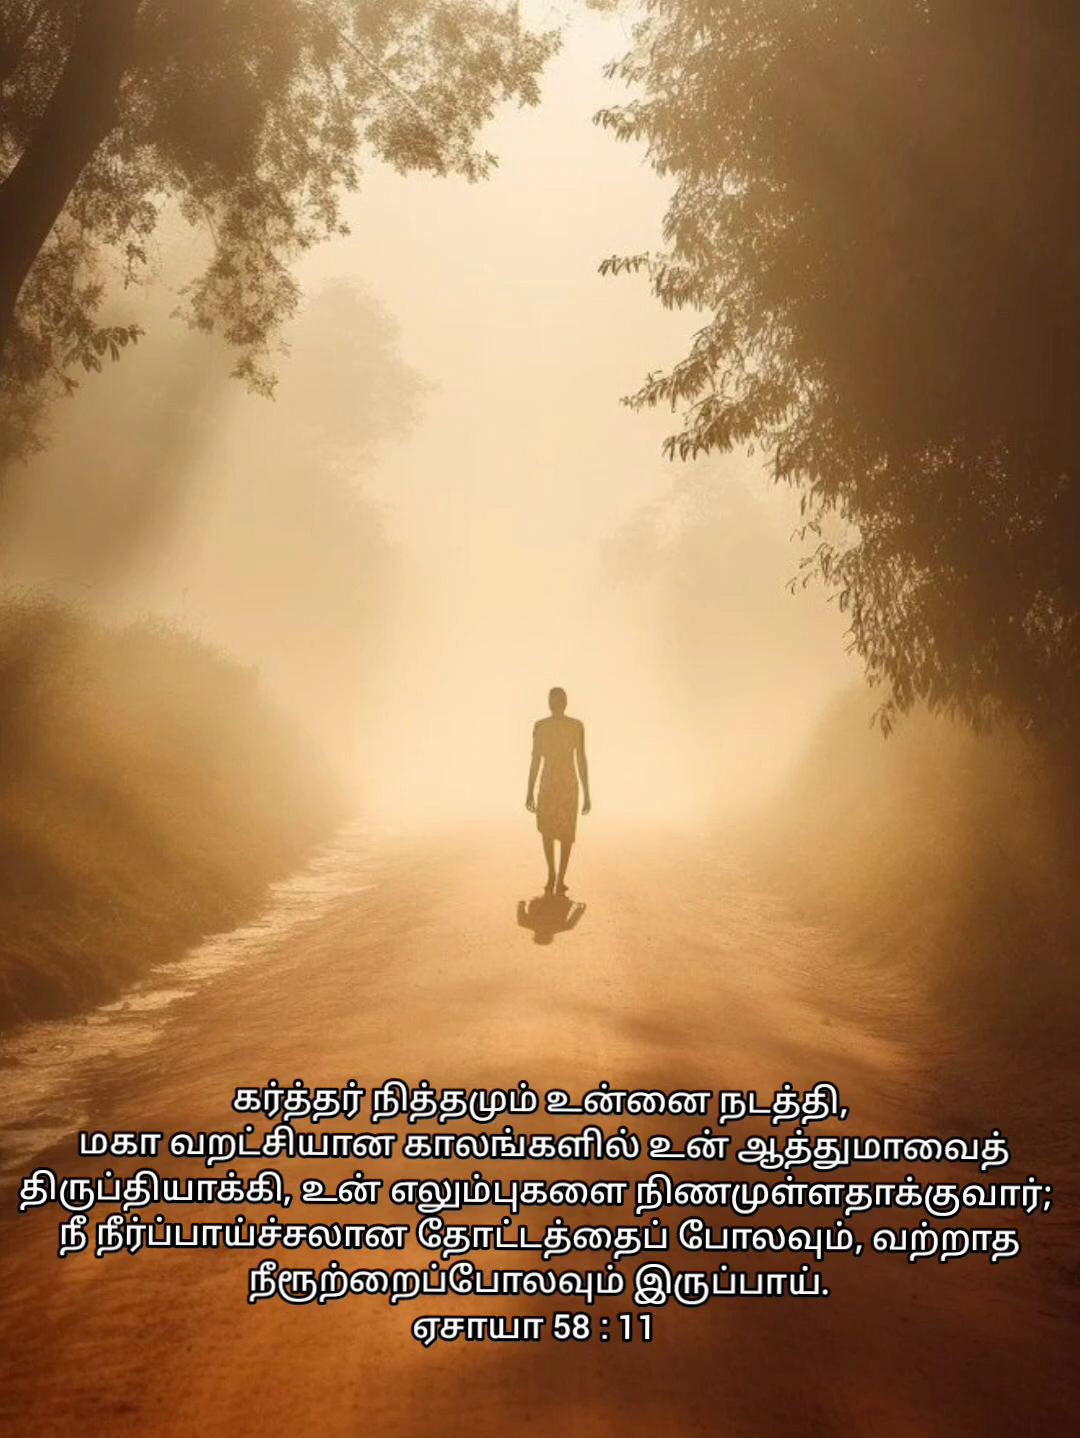 கர்த்தர் நித்தமும் உன்னை நடத்தி,
மகா வறட்சியான காலங்களில் உன் ஆத்துமாவைத்
திருப்தியாக்கி, உன் எலும்புகளை நிணமுள்ளதாக்குவார்;
நீ நீர்ப்பாய்ச்சலான தோட்டத்தைப் போலவும், வற்றாத
நீரூற்றைப்போலவும் இருப்பாய்.
ஏசாயா 58 : 11